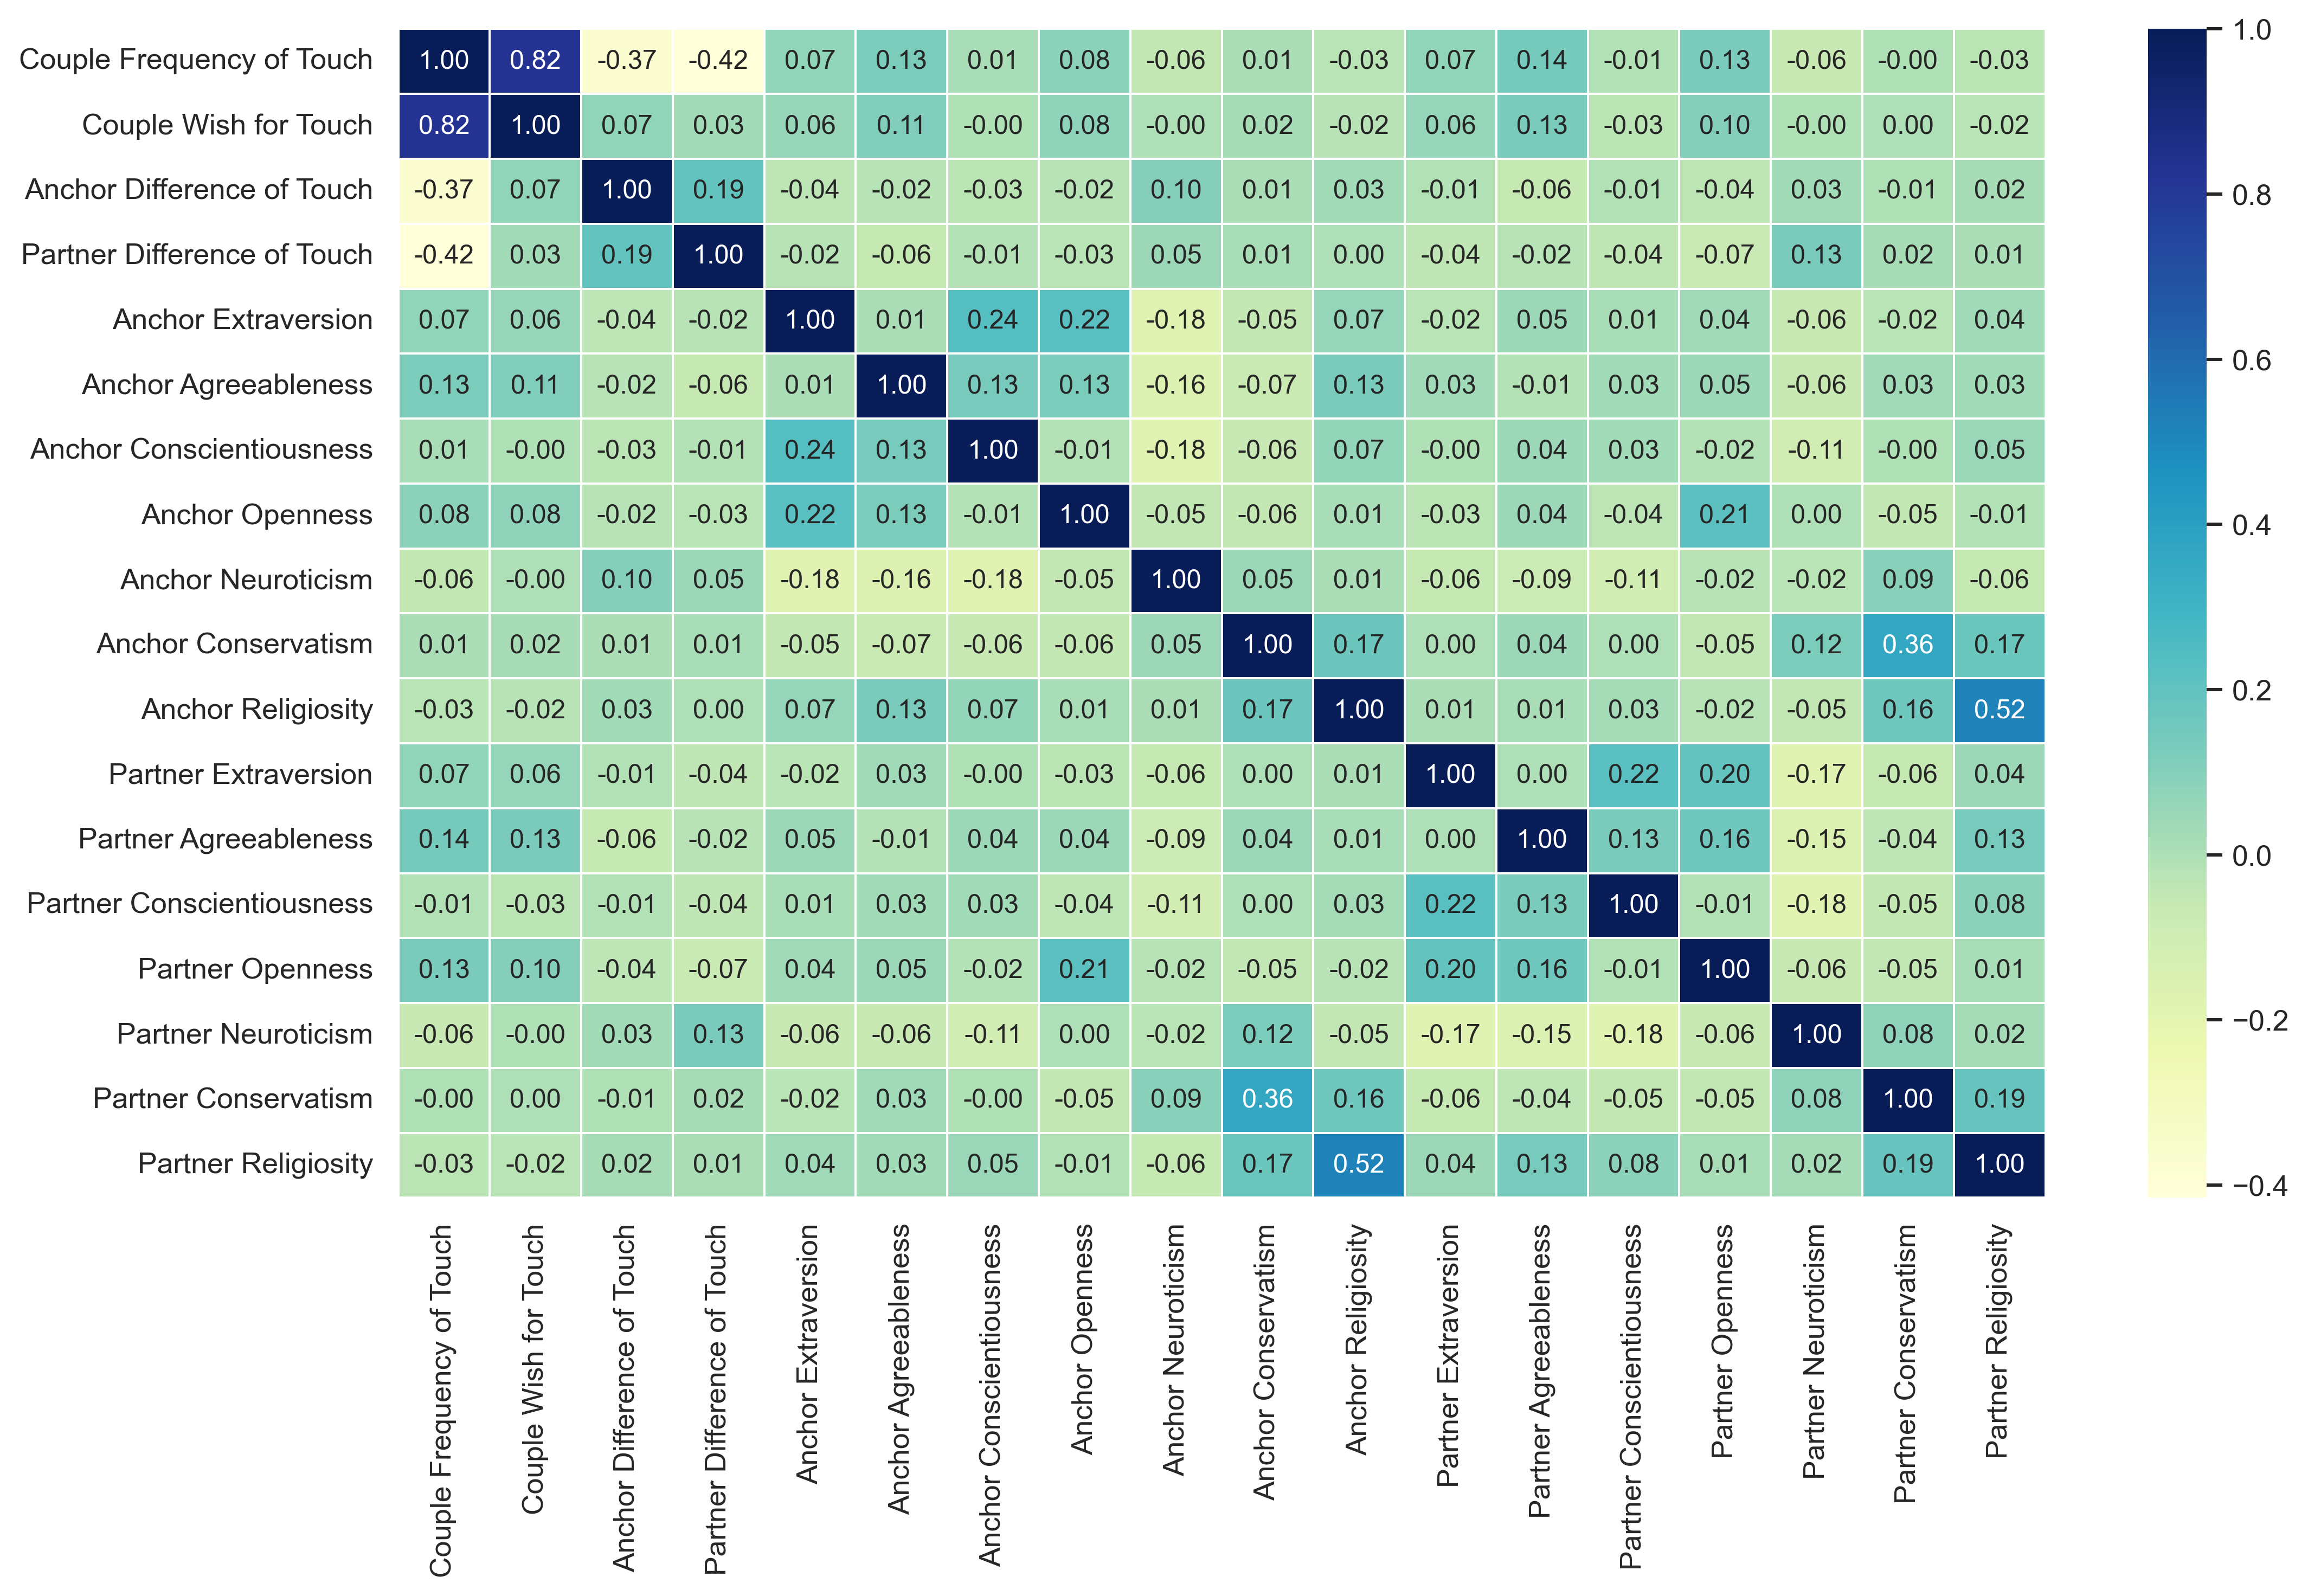 Couple Frequency of Touch 1.00 0.82 -0.37 -0.42 0.07 0.13 0.01 0.08 -0.06 0.01 -0.03 0.07 0.14 -0.01 0.13 -0.06 -0.00 -0.03
Couple Wish for Touch 0.82 1.00 0.07 0.03 0.06 0.11 -0.00 0.08 -0.00 0.02 -0.02 0.06 0.13 -0.03 0.10 -0.00 0.00 -0.02
Anchor Difference of Touch -0.37 0.07 1.00 0.19 -0.04 -0.02 -0.03 -0.02 0.10 0.01 0.03 -0.01 -0.06 -0.01 -0.04 0.03 -0.01 0.02
Partner Difference of Touch -0.42 0.03 0.19 1.00 -0.02 -0.06 -0.01 -0.03 0.05 0.01 0.00 -0.04 -0.02 -0.04 -0.07 0.13 0.02 0.01
Anchor Extraversion 0.07 0.06 -0.04 -0.02 1.00 0.01 0.24 0.22 -0.18 -0.05 0.07 -0.02 0.05 0.01 0.04 -0.06 -0.02 0.04
Anchor Agreeableness 0.13 0.11 -0.02 -0.06 0.01 1.00 0.13 0.13 -0.16 -0.07 0.13 0.03 -0.01 0.03 0.05 -0.06 0.03 0.03
Anchor Conscientiousness 0.01 -0.00 -0.03 -0.01 0.24 0.13 1.00 -0.01 -0.18 -0.06 0.07 -0.00 0.04 0.03 -0.02 -0.11 -0.00 0.05
Anchor Openness 0.08 0.08 -0.02 -0.03 0.22 0.13 -0.01 1.00 -0.05 -0.06 0.01 -0.03 0.04 -0.04 0.21 0.00 -0.05 -0.01
Anchor Neuroticism -0.06 -0.00 0.10 0.05 -0.18 -0.16 -0.18 -0.05 1.00 0.05 0.01 -0.06 -0.09 -0.11 -0.02 -0.02 0.09 -0.06
Anchor Conservatism 0.01 0.02 0.01 0.01 -0.05 -0.07 -0.06 -0.06 0.05 1.00 0.17 0.00 0.04 0.00 -0.05 0.12 0.36 0.17
Anchor Religiosity -0.03 -0.02 0.03 0.00 0.07 0.13 0.07 0.01 0.01 0.17 1.00 0.01 0.01 0.03 -0.02 -0.05 0.16 0.52
Partner Extraversion 0.07 0.06 -0.01 -0.04 -0.02 0.03 -0.00 -0.03 -0.06 0.00 0.01 1.00 0.00 0.22 0.20 -0.17 -0.06 0.04
Partner Agreeableness 0.14 0.13 -0.06 -0.02 0.05 -0.01 0.04 0.04 -0.09 0.04 0.01 0.00 1.00 0.13 0.16 -0.15 -0.04 0.13
Partner Conscientiousness -0.01 -0.03 -0.01 -0.04 0.01 0.03 0.03 -0.04 -0.11 0.00 0.03 0.22 0.13 1.00 -0.01 -0.18 -0.05 0.08
Partner Openness 0.13 0.10 -0.04 -0.07 0.04 0.05 -0.02 0.21 -0.02 -0.05 -0.02 0.20 0.16 -0.01 1.00 -0.06 -0.05 0.01
Partner Neuroticism -0.06 -0.00 0.03 0.13 -0.06 -0.06 -0.11 0.00 -0.02 0.12 -0.05 -0.17 -0.15 -0.18 -0.06 1.00 0.08 0.02
Partner Conservatism -0.00 0.00 -0.01 0.02 -0.02 0.03 -0.00 -0.05 0.09 0.36 0.16 -0.06 -0.04 -0.05 -0.05 0.08 1.00 0.19
Partner Religiosity -0.03 -0.02 0.02 0.01 0.04 0.03 0.05 -0.01 -0.06 0.17 0.52 0.04 0.13 0.08 0.01 0.02 0.19 1.00
Couple Frequency of Touch
Couple Wish for Touch
Anchor Difference of Touch
Partner Difference of Touch
Anchor Extraversion
Anchor Agreeableness
Anchor Conscientiousness
Anchor Openness
Anchor Neuroticism
Anchor Conservatism
Anchor Religiosity
Partner Extraversion
Partner Agreeableness
Partner Conscientiousness
Partner Openness
Partner Neuroticism
Partner Conservatism
Partner Religiosity
1.0
0.8
0.6
0.4
0.2
0.0
−0.2
−0.4